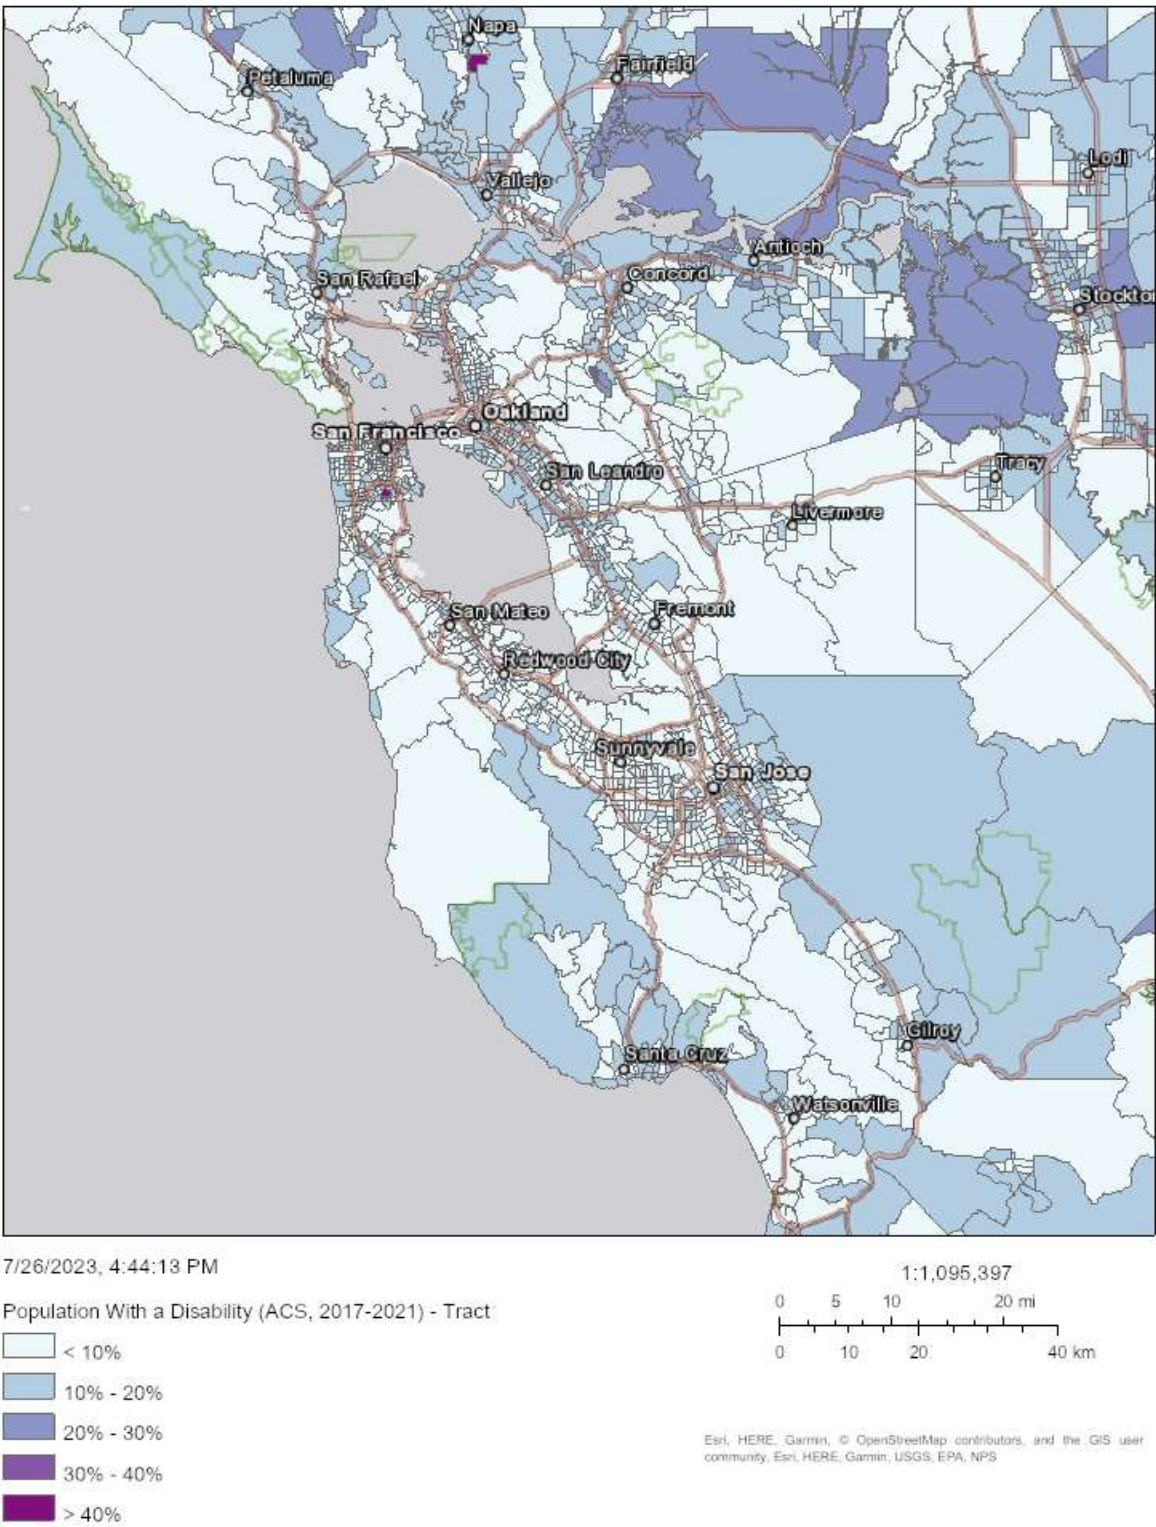 Napa
Fairfield
Petaluma
Lodi
Vallejo
Antioch
San Rafael
Concord
Stockton
Oakland
San Francisco
Tracy
San Leandro
Livermore
San Mateo
Fremont
Redwood City
Sunnyvale
San Jose
Gilroy
Santa Cruz
Watsonville
7/26/2023, 4:44:13 PM
1:1,095,397
0 5 10 20 mi
0 10 20 40 km
Population With a Disability (ACS, 2017-2021) - Tract
< 10%
10% - 20%
20% - 30%
30% - 40%
> 40%
Esri, HERE, Garmin, © OpenStreetMap contributors, and the GIS user
community, Esri, HERE, Garmin, USGS, EPA, NPS